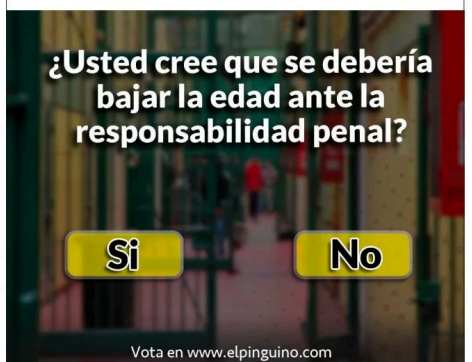 ¿Usted cree que se debería
bajar la edad ante la
responsabilidad penal?
Si
No
Vota en www.elpinguino.com